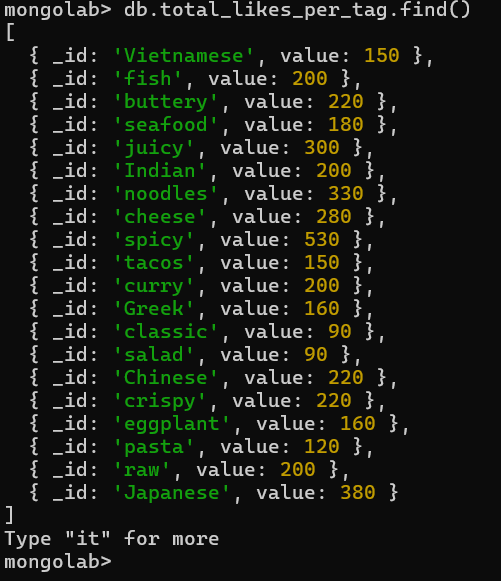 mongolab> db.total_likes_per_tag.find()
[
  { _id: 'Vietnamese', value: 150 },
  { _id: 'fish', value: 200 },
  { _id: 'buttery', value: 220 },
  { _id: 'seafood', value: 180 },
  { _id: 'juicy', value: 300 },
  { _id: 'Indian', value: 200 },
  { _id: 'noodles', value: 330 },
  { _id: 'cheese', value: 280 },
  { _id: 'spicy', value: 530 },
  { _id: 'tacos', value: 150 },
  { _id: 'curry', value: 200 },
  { _id: 'Greek', value: 160 },
  { _id: 'classic', value: 90 },
  { _id: 'salad', value: 90 },
  { _id: 'Chinese', value: 220 },
  { _id: 'crispy', value: 220 },
  { _id: 'eggplant', value: 160 },
  { _id: 'pasta', value: 120 },
  { _id: 'raw', value: 200 },
  { _id: 'Japanese', value: 380 }
]
Type "it" for more
mongolab>